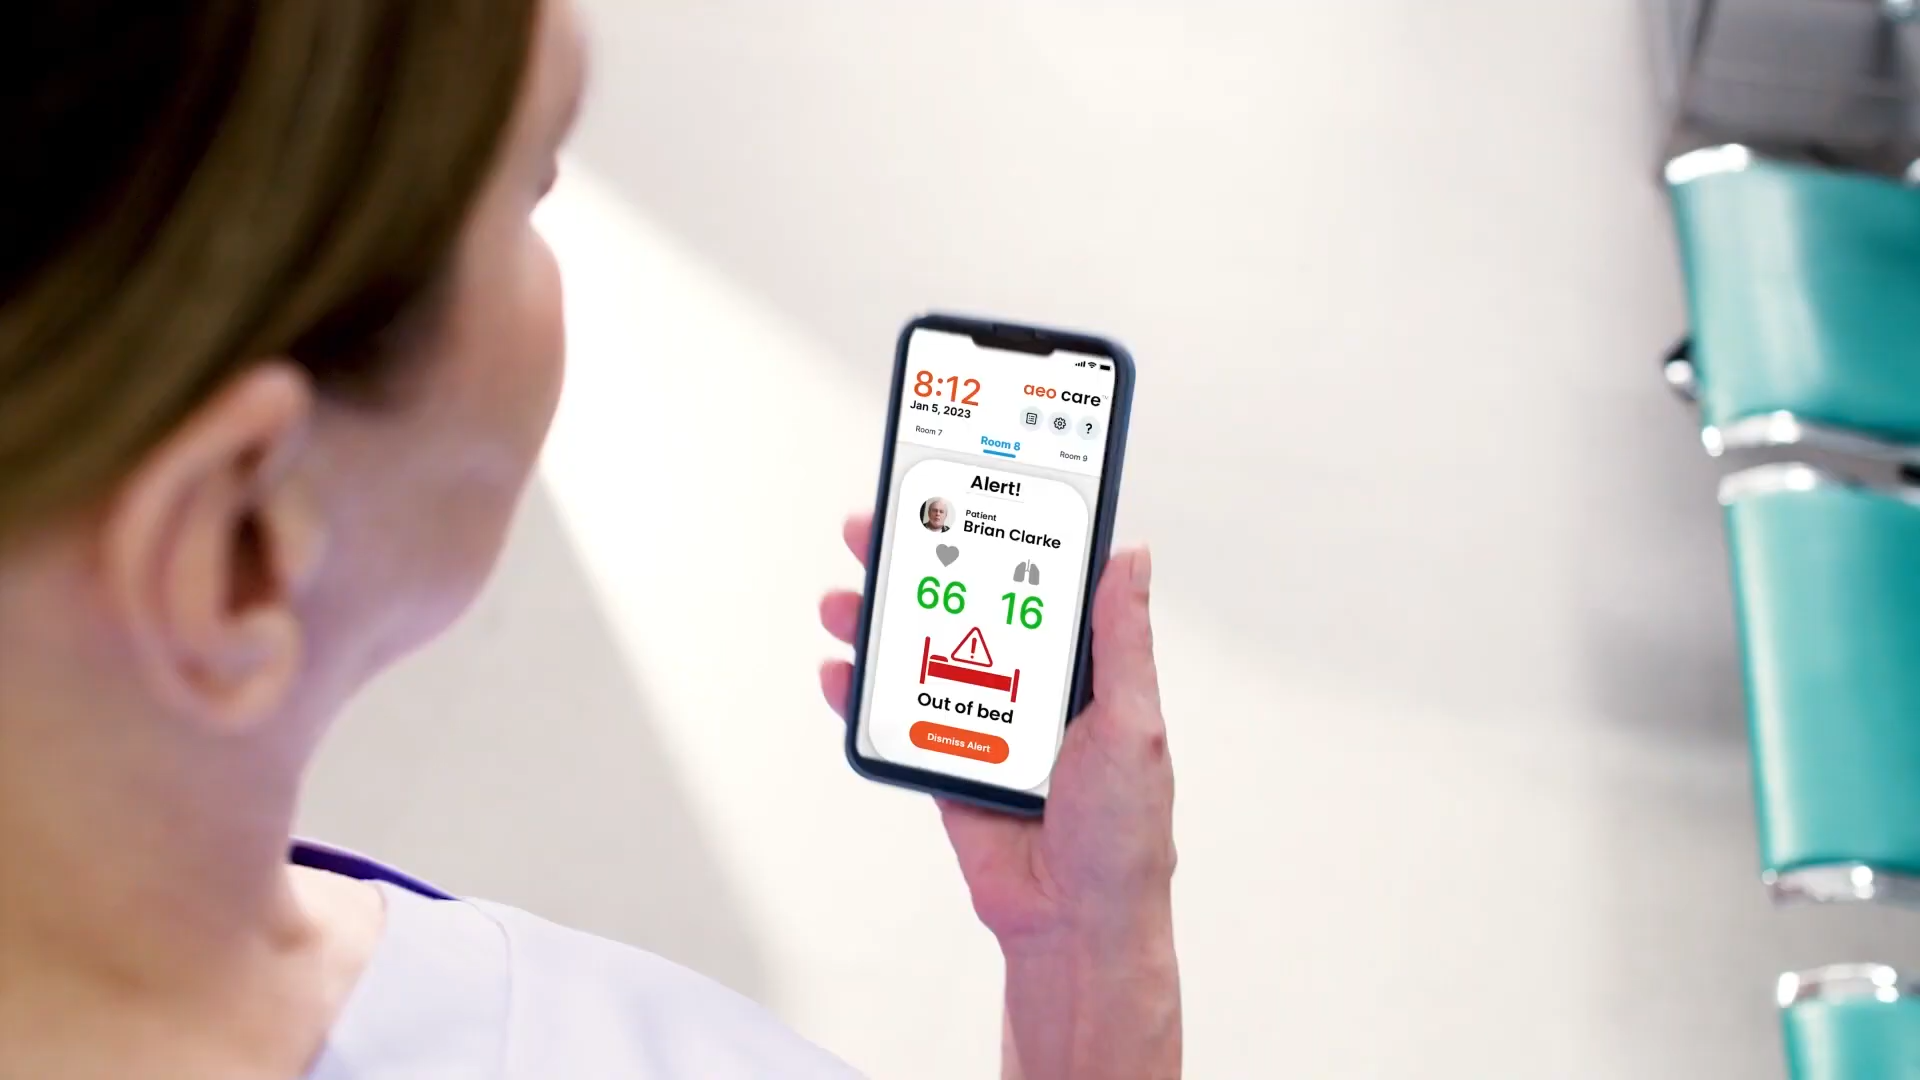 8:12
aeo care™
Jan 5, 2023
?
Room 7
Room 8
Room 9
Alert!
Patient
Brian Clarke
66
16
!
Out of bed
Dismiss Alert